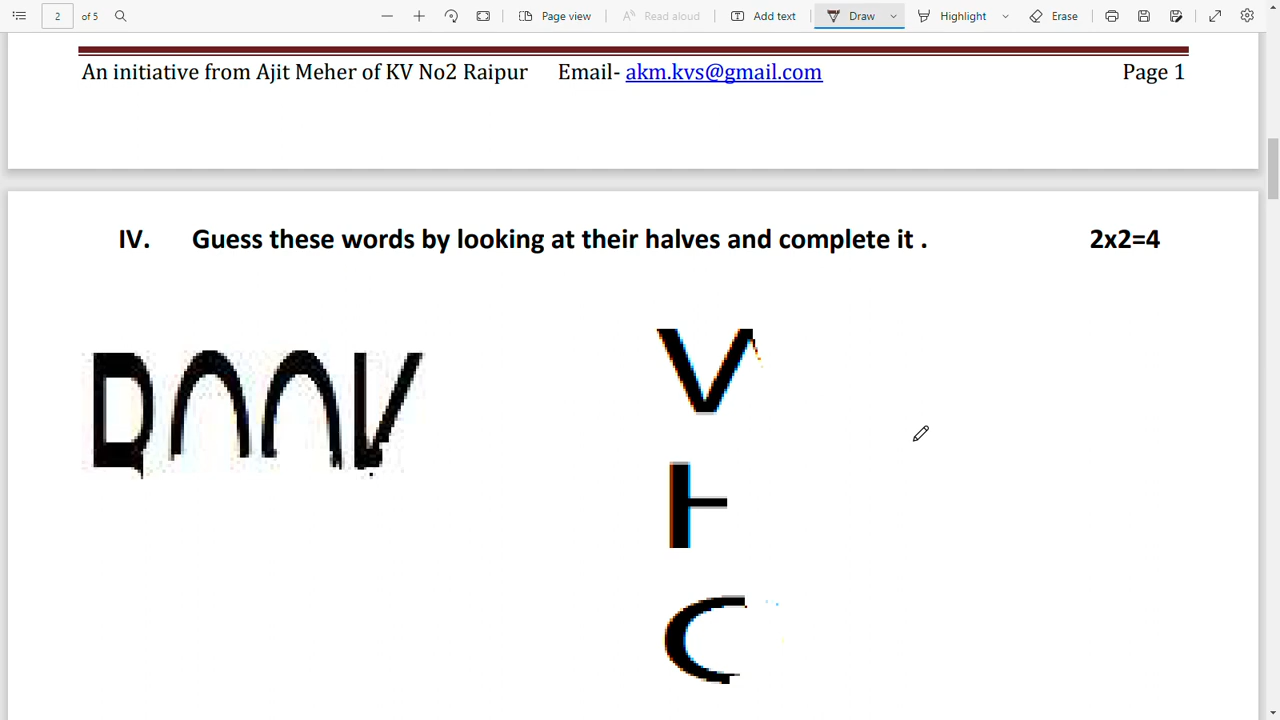 2 of 5 Page view Read aloud Add text Draw Highlight Erase
An initiative from Ajit Meher of KV No2 Raipur Email- akm.kvs@gmail.com Page 1
IV. Guess these words by looking at their halves and complete it . 2x2=4